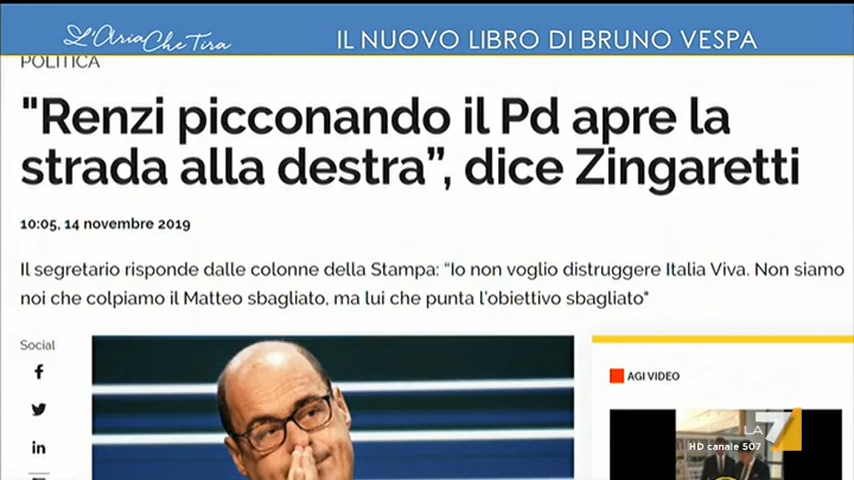 L'Aria Che Tira
IL NUOVO LIBRO DI BRUNO VESPA
POLITICA
"Renzi picconando il Pd apre la
strada alla destra”, dice Zingaretti
10:05, 14 novembre 2019
Il segretario risponde dalle colonne della Stampa: “Io non voglio distruggere Italia Viva. Non siamo
noi che colpiamo il Matteo sbagliato, ma lui che punta l'obiettivo sbagliato"
Social
AGI VIDEO
LA 7
HD canale 507